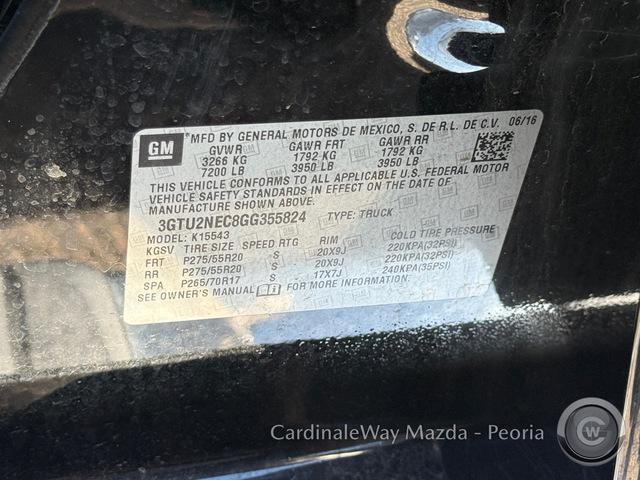 GM
MFD BY GENERAL MOTORS DE MEXICO, S. DE R.L. DE C.V. 06/16
GVWR GAWR FRT GAWR RR
3266 KG 1792 KG 1792 KG
7200 LB 3950 LB 3950 LB
THIS VEHICLE CONFORMS TO ALL APPLICABLE U.S. FEDERAL MOTOR
VEHICLE SAFETY STANDARDS IN EFFECT ON THE DATE OF
MANUFACTURE SHOWN ABOVE.
3GTU2NEC8GG355824 TYPE: TRUCK
MODEL: K15543
KGSV TIRE SIZE SPEED RTG RIM COLD TIRE PRESSURE
FRT P275/55R20 S 20X9J 220KPA(32PSI)
RR P275/55R20 S 20X9J 220KPA(32PSI)
SPA P265/70R17 S 17X7J 240KPA(35PSI)
SEE OWNER'S MANUAL FOR MORE INFORMATION.
CardinaleWay Mazda - Peoria
CW